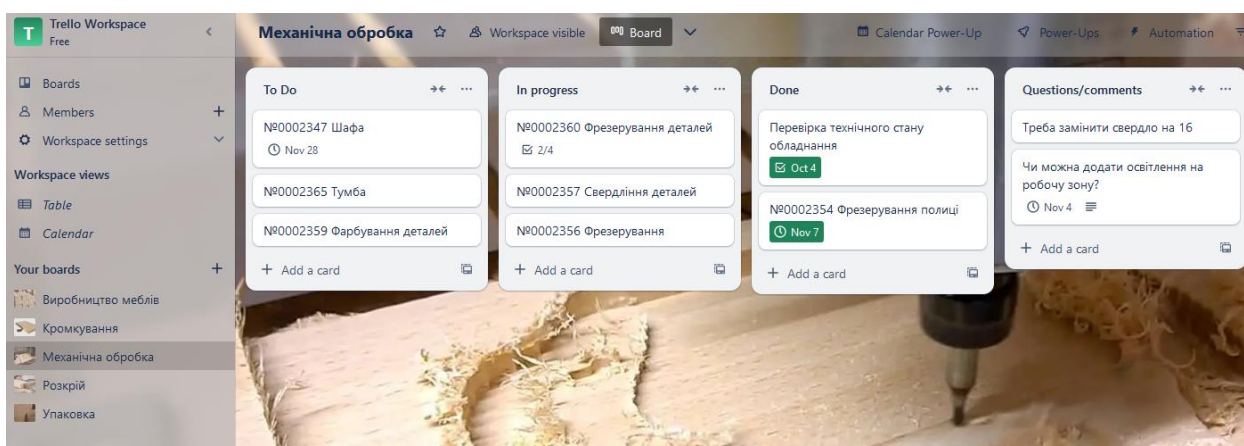 Trello Workspace
Free
T
Механічна обробка
Workspace visible
Board
Calendar Power-Up
Power-Ups
Automation
Boards
Members
Workspace settings
Workspace views
Table
Calendar
Your boards
Виробництво меблів
Кромкування
Механічна обробка
Розкрій
Упаковка
To Do
№0002347 Шафа
Nov 28
№0002365 Тумба
№0002359 Фарбування деталей
+ Add a card
In progress
№0002360 Фрезерування деталей
2/4
№0002357 Свердління деталей
№0002356 Фрезерування
+ Add a card
Done
Перевірка технічного стану
обладнання
Oct 4
№0002354 Фрезерування полиці
Nov 7
+ Add a card
Questions/comments
Треба замінити свердло на 16
Чи можна додати освітлення на
робочу зону?
Nov 4
+ Add a card